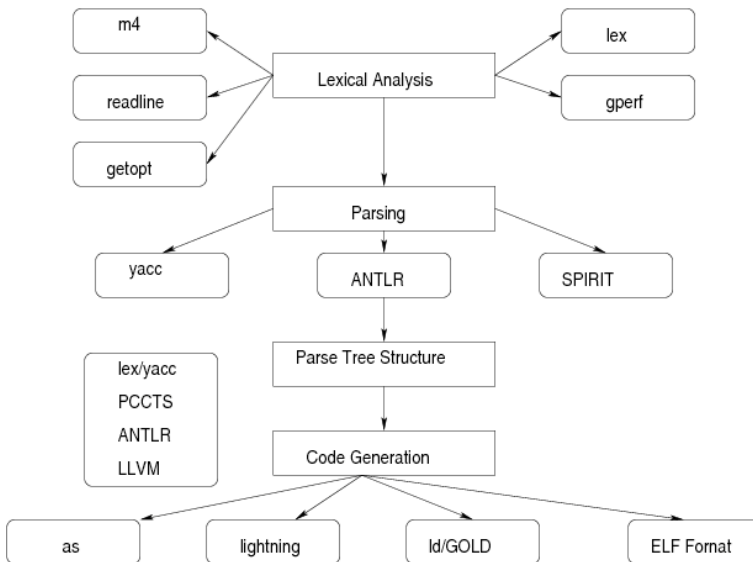 m4
lex
Lexical Analysis
readline
gperf
getopt
Parsing
yacc
ANTLR
SPIRIT
Parse Tree Structure
lex/yacc
PCCTS
ANTLR
LLVM
Code Generation
as
lightning
ld/GOLD
ELF Fornat